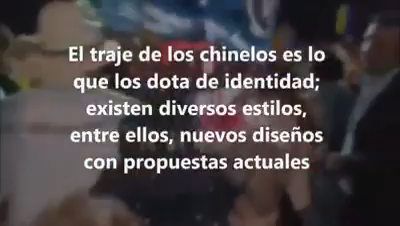 El traje de los chinelos es lo
que los dota de identidad;
existen diversos estilos,
entre ellos, nuevos diseños
con propuestas actuales